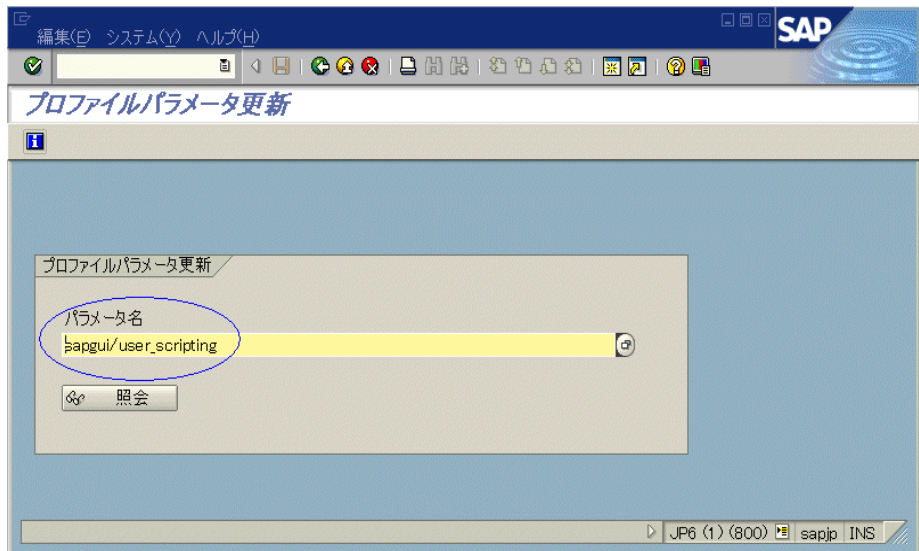 編集(E) システム(Y) ヘルプ(H)
SAP
プロファイルパラメータ更新
プロファイルパラメータ更新
パラメータ名
sapgui/user_scripting
照会
JP6 (1) (800) sapjp INS